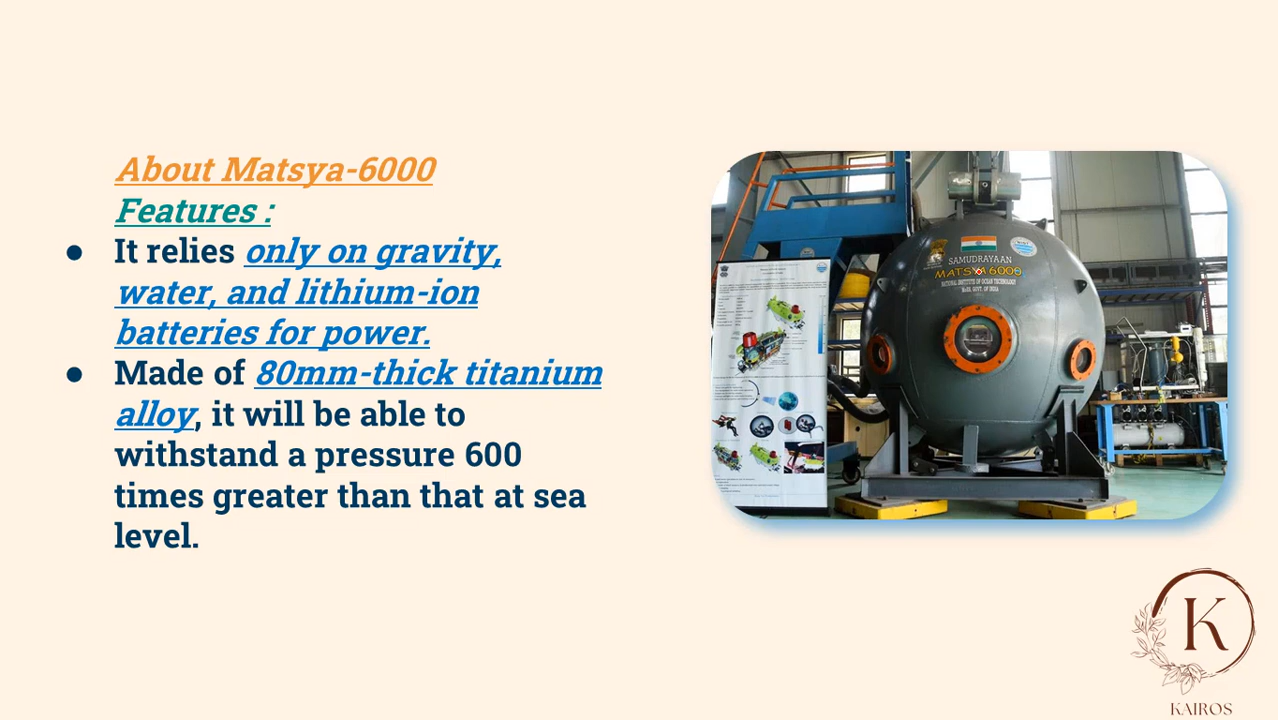 About Matsya-6000
Features :
● It relies only on gravity,
water, and lithium-ion
batteries for power.
● Made of 80mm-thick titanium
alloy, it will be able to
withstand a pressure 600
times greater than that at sea
level.
SAMUDRAYAAN
MATSYA 6000
NATIONAL INSTITUTE OF OCEAN TECHNOLOGY
MoES, GOVT. OF INDIA
K
KAIROS